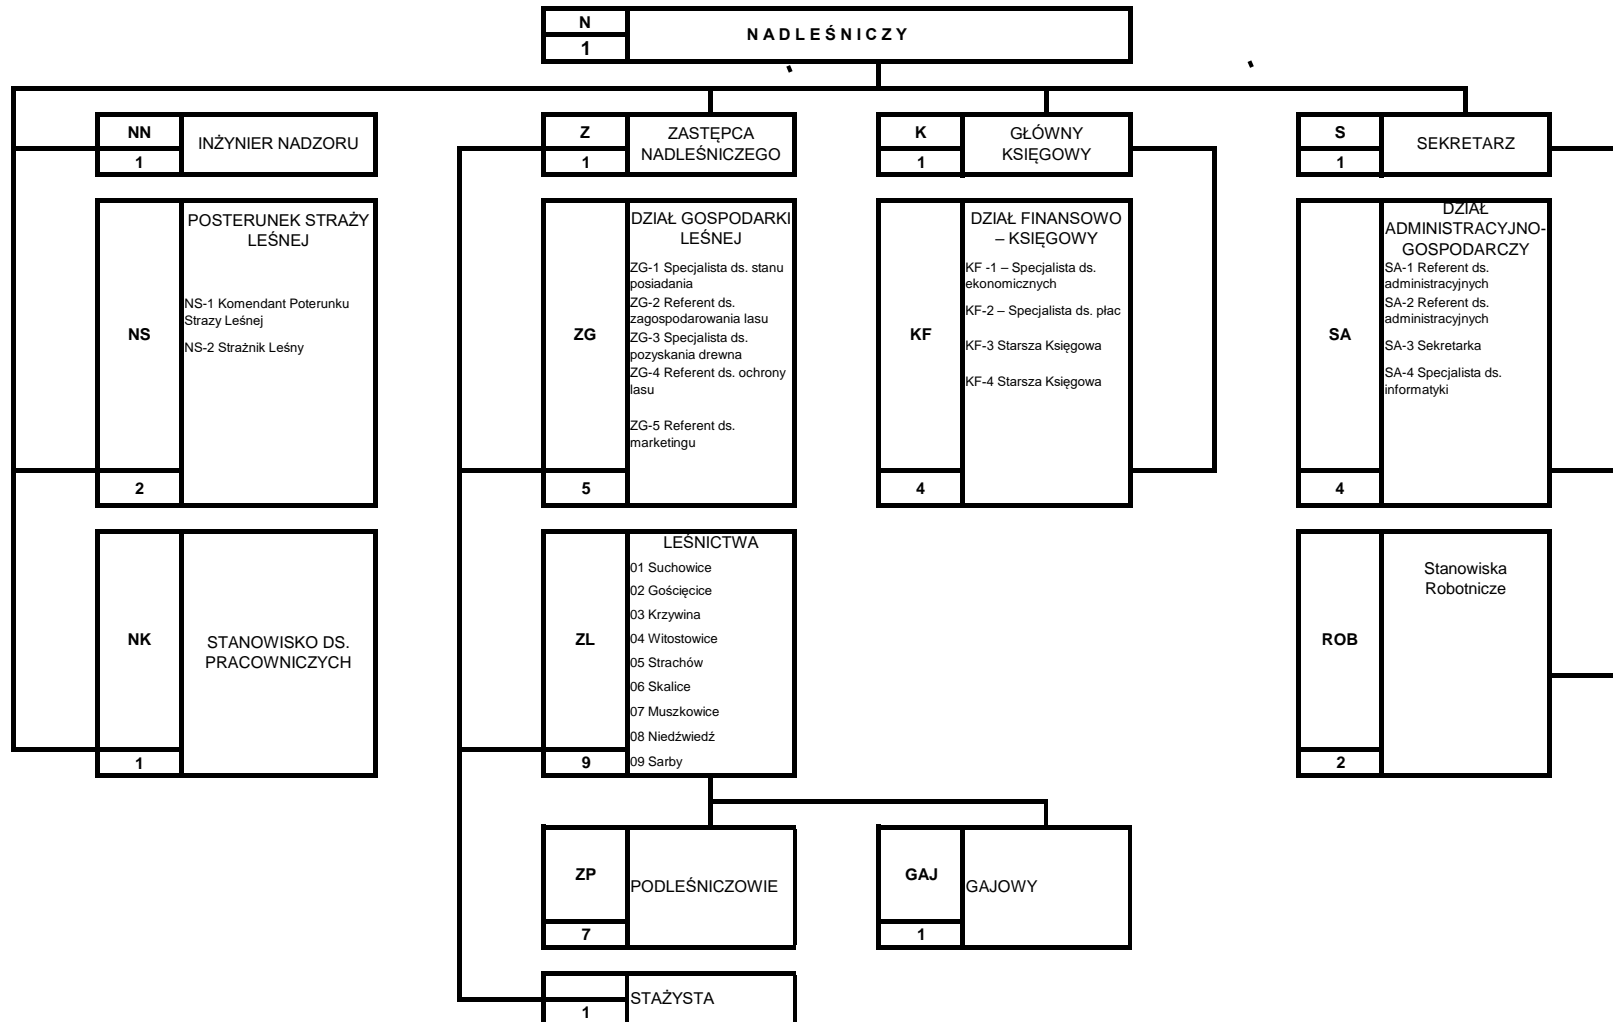 N
1
N A D L E Ś N I C Z Y
NN
1
INŻYNIER NADZORU
Z
1
ZASTĘPCA
NADLEŚNICZEGO
K
1
GŁÓWNY
KSIĘGOWY
S
1
SEKRETARZ
NS
2
POSTERUNEK STRAŻY
LEŚNEJ
NS-1 Komendant Poterunku
Strazy Leśnej
NS-2 Strażnik Leśny
ZG
5
DZIAŁ GOSPODARKI
LEŚNEJ
ZG-1 Specjalista ds. stanu
posiadania
ZG-2 Referent ds.
zagospodarowania lasu
ZG-3 Specjalista ds.
pozyskania drewna
ZG-4 Referent ds. ochrony
lasu
ZG-5 Referent ds.
marketingu
KF
4
DZIAŁ FINANSOWO
– KSIĘGOWY
KF -1 – Specjalista ds.
ekonomicznych
KF-2 – Specjalista ds. płac
KF-3 Starsza Księgowa
KF-4 Starsza Księgowa
SA
4
DZIAŁ
ADMINISTRACYJNO-
GOSPODARCZY
SA-1 Referent ds.
administracyjnych
SA-2 Referent ds.
administracyjnych
SA-3 Sekretarka
SA-4 Specjalista ds.
informatyki
NK
1
STANOWISKO DS.
PRACOWNICZYCH
ZL
9
LEŚNICTWA
01 Suchowice
02 Gościęcice
03 Krzywina
04 Witostowice
05 Strachów
06 Skalice
07 Muszkowice
08 Niedźwiedź
09 Sarby
ROB
2
Stanowiska
Robotnicze
ZP
7
PODLEŚNICZOWIE
GAJ
1
GAJOWY
1
STAŻYSTA